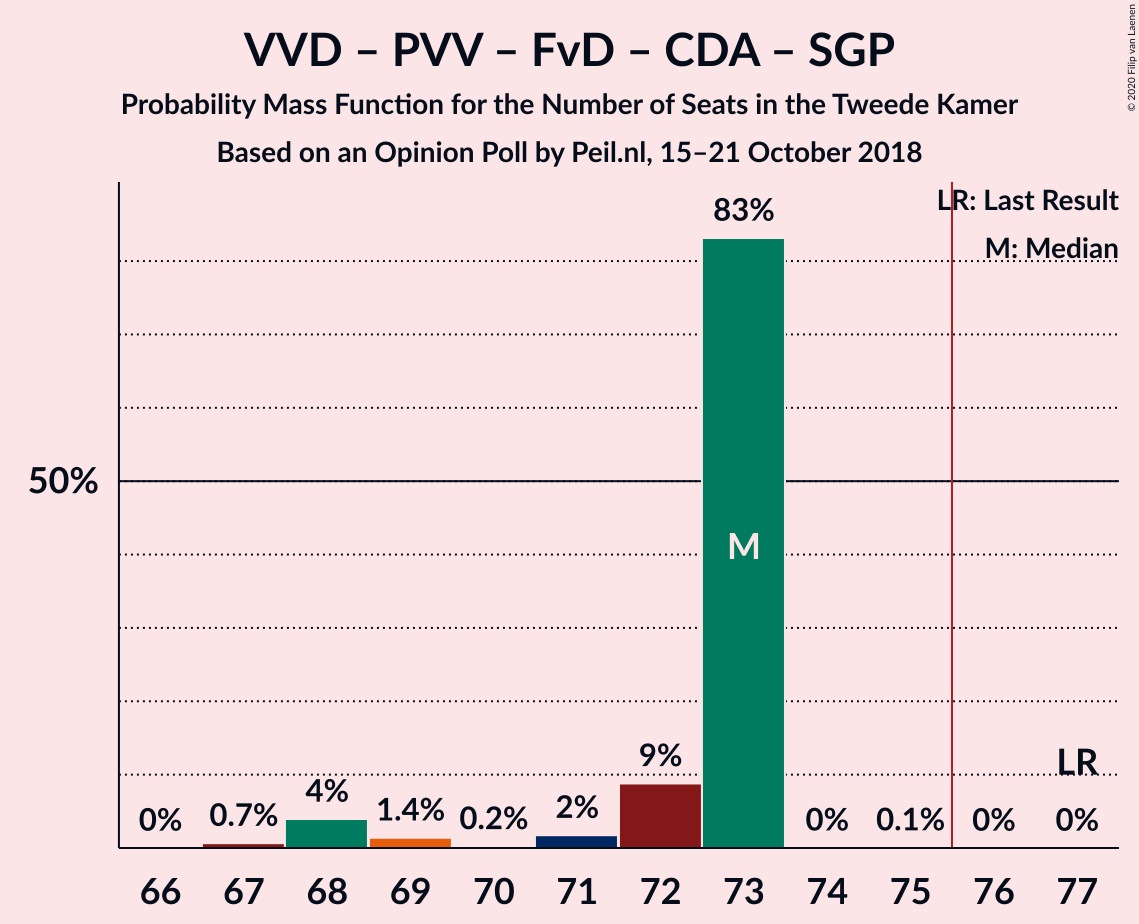 VVD – PVV – FvD – CDA – SGP
Probability Mass Function for the Number of Seats in the Tweede Kamer
Based on an Opinion Poll by Peil.nl, 15–21 October 2018
© 2020 Filip van Laenen
LR: Last Result
M: Median
50%
0% 0.7% 4% 1.4% 0.2% 2% 9% 83% 0% 0.1% 0% 0%
M
LR
66 67 68 69 70 71 72 73 74 75 76 77